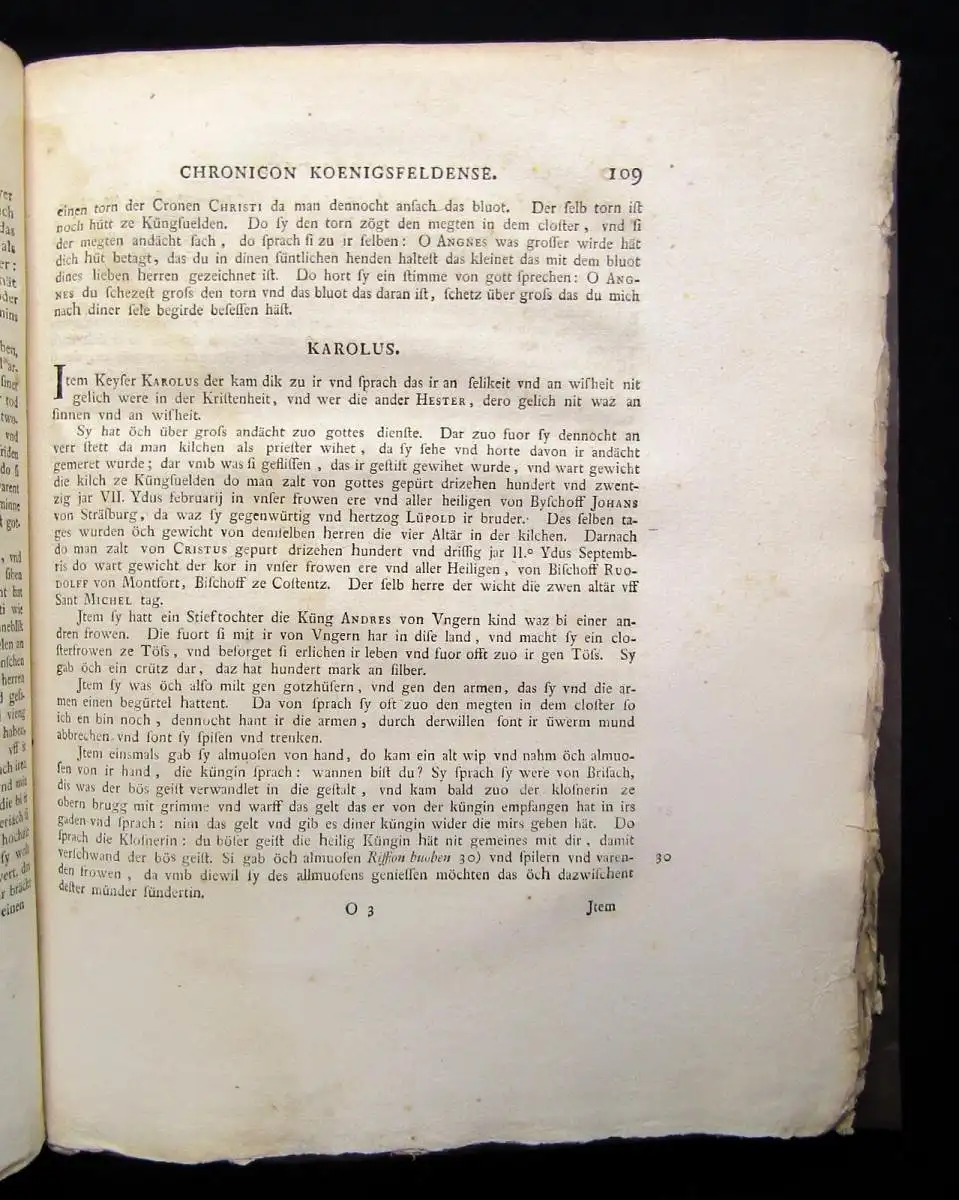 CHRONICON KOENIGSFELDENSE. 109
einen torn der Cronen CHRISTI da man dennocht anſach das bluot. Der ſelb torn iſt
noch hütt ze Küngſuelden. Do ſy den torn zögt den megten in dem cloſter, vnd ſi
der megten andächt ſach, do ſprach ſi zu ir ſelben: O ANGNES was groſſer wirde hät
dich hüt betagt, das du in dinen ſüntlichen henden halteſt das kleinet das mit dem bluot
dines lieben herren gezeichnet iſt. Do hort ſy ein ſtimme von gott ſprechen: O ANG-
NES du ſchezeſt groſs den torn vnd das bluot das daran iſt, ſchetz über groſs das du mich
nach diner ſele begirde beſeſſen häſt.
KAROLUS.
Item Keyſer KAROLUS der kam dik zu ir vnd ſprach das ir an ſelikeit vnd an wiſheit nit
gelich were in der Kriſtenheit, vnd wer die ander HESTER, dero gelich nit waz an
ſinnen vnd an wiſheit.
Sy hat öch über groſs andächt zuo gottes dienſte. Dar zuo fuor ſy dennocht an
verr ſtett da man kilchen als prieſter wihet, da ſy ſehe vnd horte davon ir andächt
gemeret wurde; dar vmb was ſi gefliſſen, das ir geſtift gewihet wurde, vnd wart gewicht
die kilch ze Küngſuelden do man zalt von gottes gepürt drizehen hundert vnd zwent-
zig jar VII. Ydus februarij in vnſer frowen ere vnd aller heiligen von Byſchoff JOHANS
von Sträſburg, da waz ſy gegenwürtig vnd hertzog LÜPOLD ir bruder. Des ſelben ta-
ges wurden öch gewicht von demſelben herren die vier Altär in der kilchen. Darnach
do man zalt von CRISTUS gepurt drizehen hundert vnd driſſig jar II.º Ydus Septemb-
ris do wart gewicht der kor in vnſer frowen ere vnd aller Heiligen, von Biſchoff RUO-
DOLFF von Montfort, Biſchoff ze Coſtentz. Der ſelb herre der wicht die zwen altär vff
Sant MICHEL tag.
Jtem ſy hatt ein Stieftochter die Küng ANDRES von Vngern kind waz bi einer an-
dren frowen. Die fuort ſi mit ir von Vngern har in diſe land, vnd macht ſy ein clo-
ſterfrowen ze Töſs, vnd beſorget ſi erlichen ir leben vnd fuor offt zuo ir gen Töſs. Sy
gab öch ein crütz dar, daz hat hundert mark an ſilber.
Jtem ſy was öch alſo milt gen gotzhüſern, vnd gen den armen, das ſy vnd die ar-
men einen begürtel hattent. Da von ſprach ſy oft zuo den megten in dem cloſter ſo
ich en bin noch, dennocht hant ir die armen, durch derwillen ſont ir üwerm mund
abbrechen vnd ſont ſy ſpiſen vnd trenken.
Jtem einsmals gab ſy almuoſen von hand, do kam ein alt wip vnd nahm öch almuo-
ſen von ir hand, die küngin ſprach: wannen biſt du? Sy ſprach ſy were von Briſach,
dis was der bös geiſt verwandlet in die geſtalt, vnd kam bald zuo der kloſnerin ze
obern brugg mit grimme vnd warff das gelt das er von der küngin empfangen hat in irs
gaden vnd ſprach: nim das gelt vnd gib es diner küngin wider die mirs geben hät. Do
ſprach die Kloſnerin: du böſer geiſt die heilig Küngin hät nit gemeines mit dir, damit
verſchwand der bös geiſt. Si gab öch almuoſen Riffion buoben 30) vnd ſpilern vnd varen- 30
den frowen, da vmb diewil ſy des allmuoſens genieſſen möchten das öch dazwiſchent
deſter münder ſündertin.
O 3 Jtem